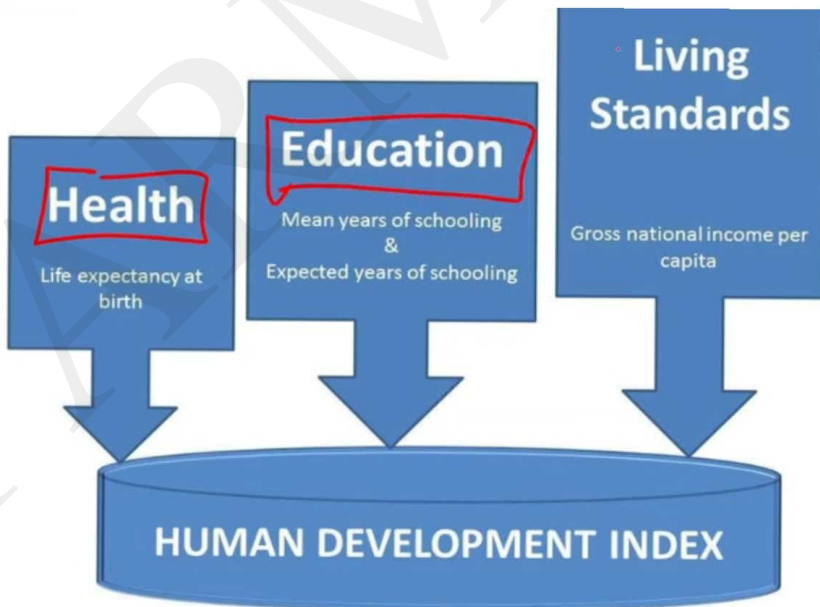 Health
Life expectancy at
birth
Education
Mean years of schooling
&
Expected years of schooling
Living
Standards
Gross national income per
capita
HUMAN DEVELOPMENT INDEX